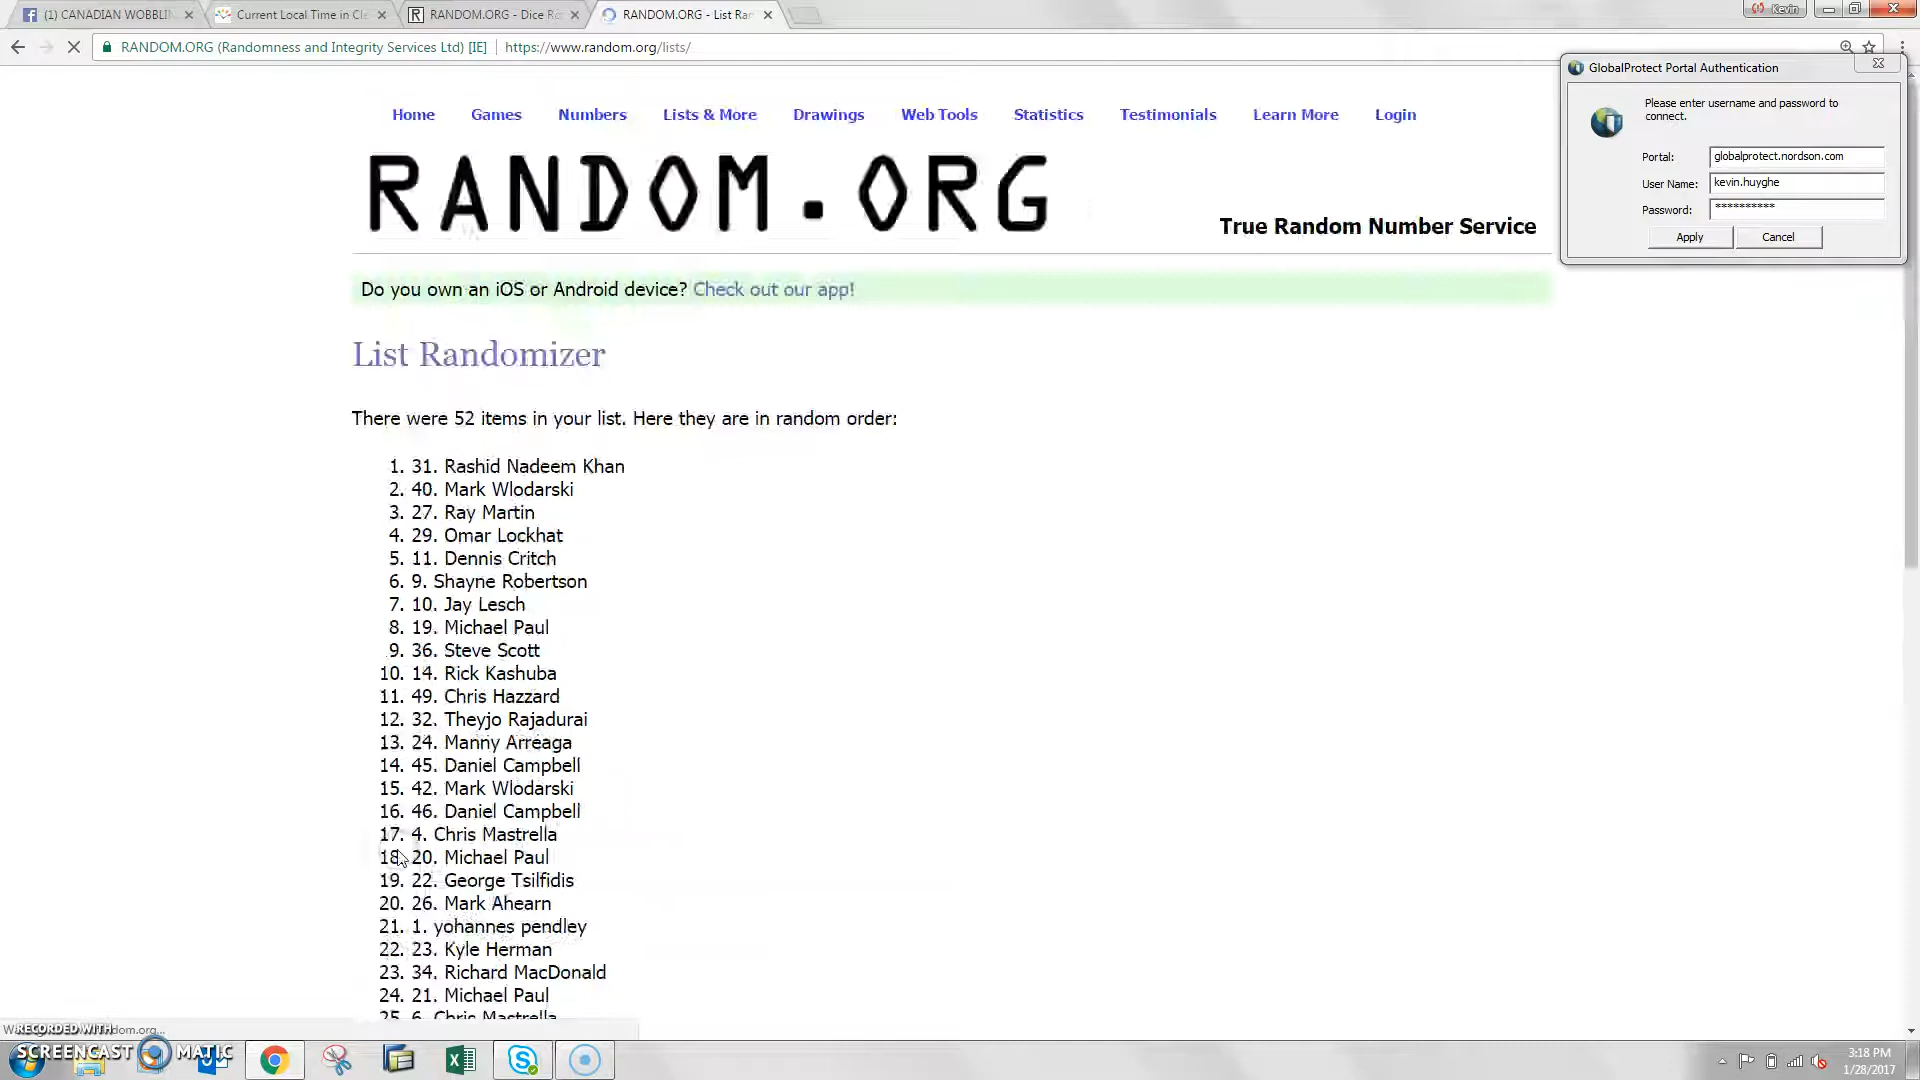 (1) CANADIAN WOBBLIN
Current Local Time in Cle
RANDOM.ORG - Dice Ro
RANDOM.ORG - List Ran
Kevin
RANDOM.ORG (Randomness and Integrity Services Ltd) [IE] https://www.random.org/lists/
GlobalProtect Portal Authentication
Please enter username and password to
connect.
Portal: globalprotect.nordson.com
User Name: kevin.huyghe
Password: **********
Apply Cancel
Home Games Numbers Lists & More Drawings Web Tools Statistics Testimonials Learn More Login
RANDOM.ORG
True Random Number Service
Do you own an iOS or Android device? Check out our app!
List Randomizer
There were 52 items in your list. Here they are in random order:
1. 31. Rashid Nadeem Khan
2. 40. Mark Wlodarski
3. 27. Ray Martin
4. 29. Omar Lockhat
5. 11. Dennis Critch
6. 9. Shayne Robertson
7. 10. Jay Lesch
8. 19. Michael Paul
9. 36. Steve Scott
10. 14. Rick Kashuba
11. 49. Chris Hazzard
12. 32. Theyjo Rajadurai
13. 24. Manny Arreaga
14. 45. Daniel Campbell
15. 42. Mark Wlodarski
16. 46. Daniel Campbell
17. 4. Chris Mastrella
18. 20. Michael Paul
19. 22. George Tsilfidis
20. 26. Mark Ahearn
21. 1. yohannes pendley
22. 23. Kyle Herman
23. 34. Richard MacDonald
24. 21. Michael Paul
25. 6. Chris Mastrella
RECORDED WITH
SCREENCAST MATIC
3:18 PM
1/28/2017